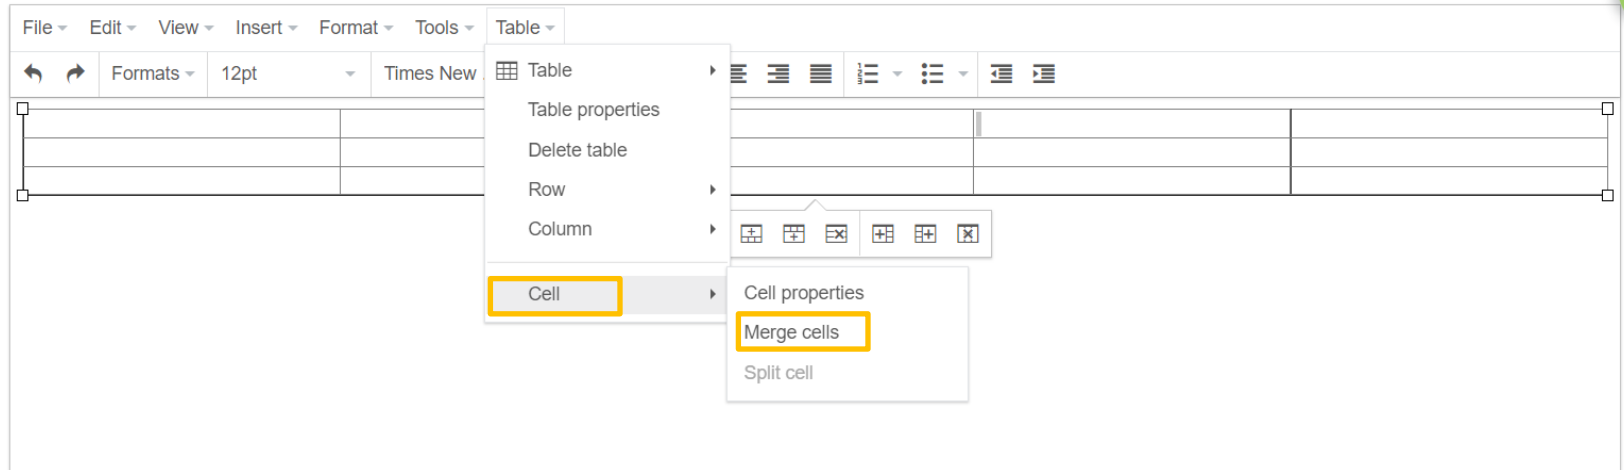 File Edit View Insert Format Tools Table
Formats 12pt Times New
Table
Table properties
Delete table
Row
Column
Cell
Cell properties
Merge cells
Split cell